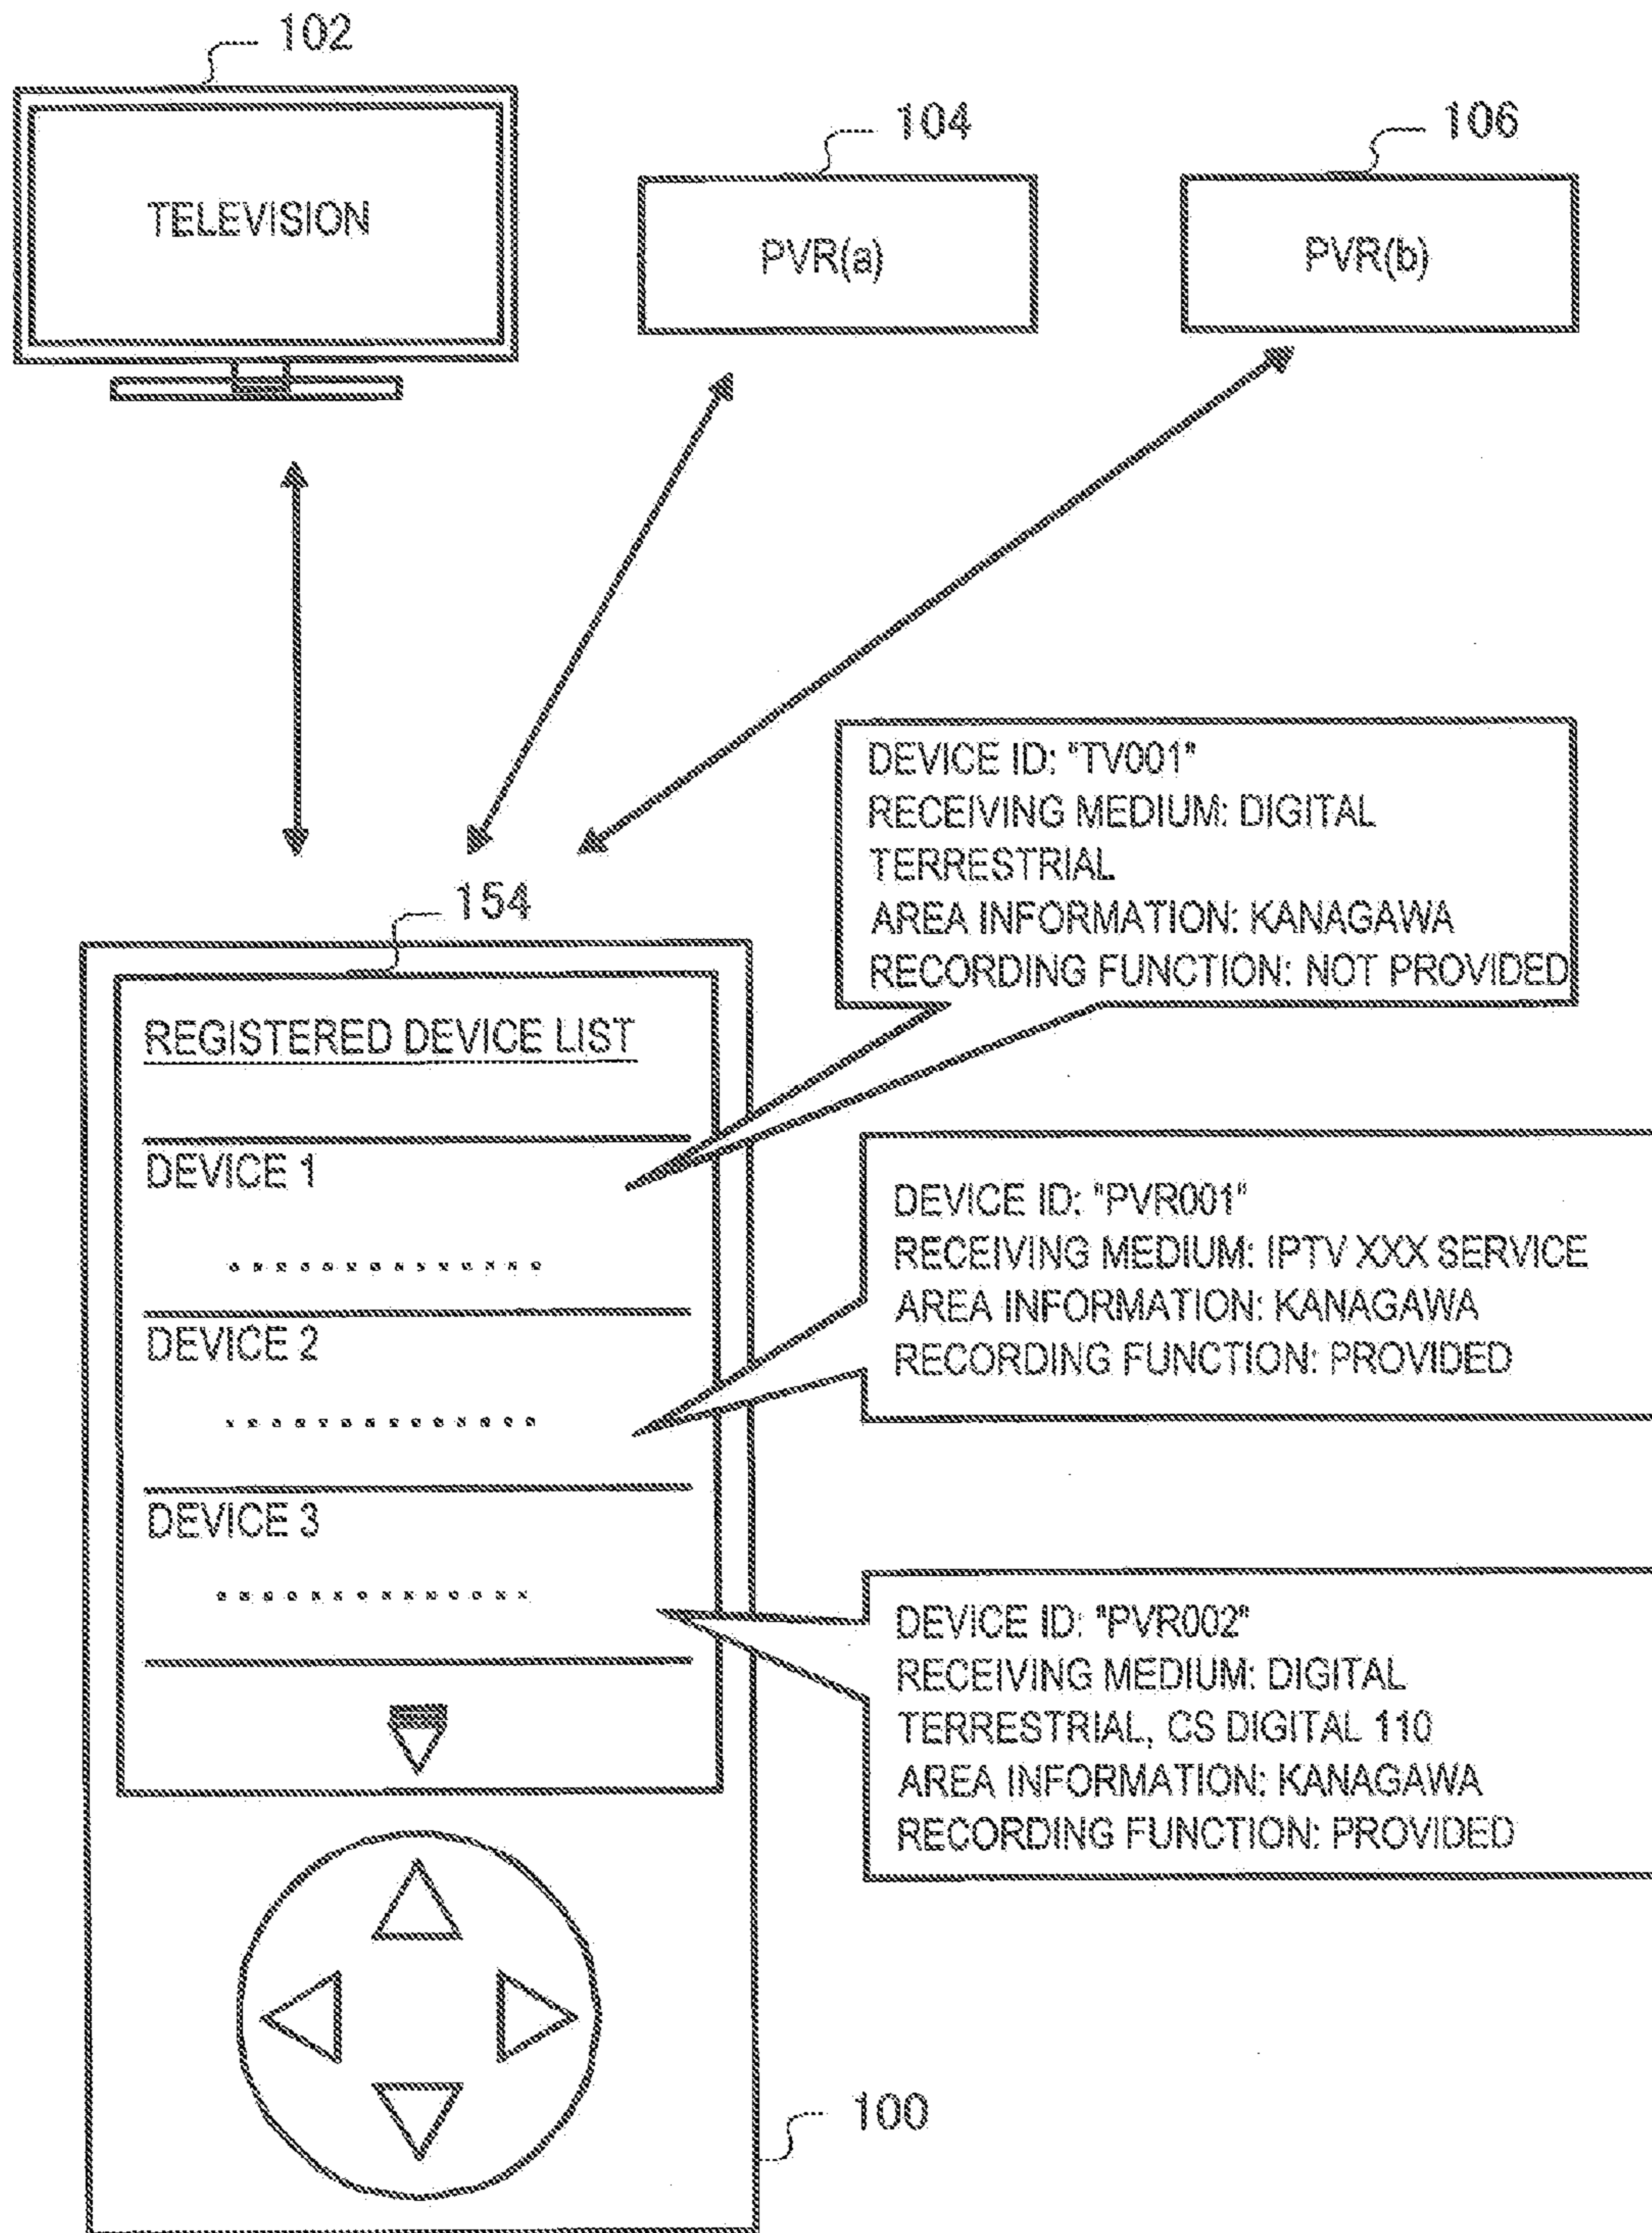 102
104
106
TELEVISION
PVR(a)
PVR(b)
DEVICE ID: "TV001"
RECEIVING MEDIUM: DIGITAL
TERRESTRIAL
AREA INFORMATION: KANAGAWA
RECORDING FUNCTION: NOT PROVIDED
154
REGISTERED DEVICE LIST
DEVICE 1
DEVICE ID: "PVR001"
RECEIVING MEDIUM: IPTV XXX SERVICE
AREA INFORMATION: KANAGAWA
RECORDING FUNCTION: PROVIDED
DEVICE 2
DEVICE 3
DEVICE ID: "PVR002"
RECEIVING MEDIUM: DIGITAL
TERRESTRIAL, CS DIGITAL 110
AREA INFORMATION: KANAGAWA
RECORDING FUNCTION: PROVIDED
100